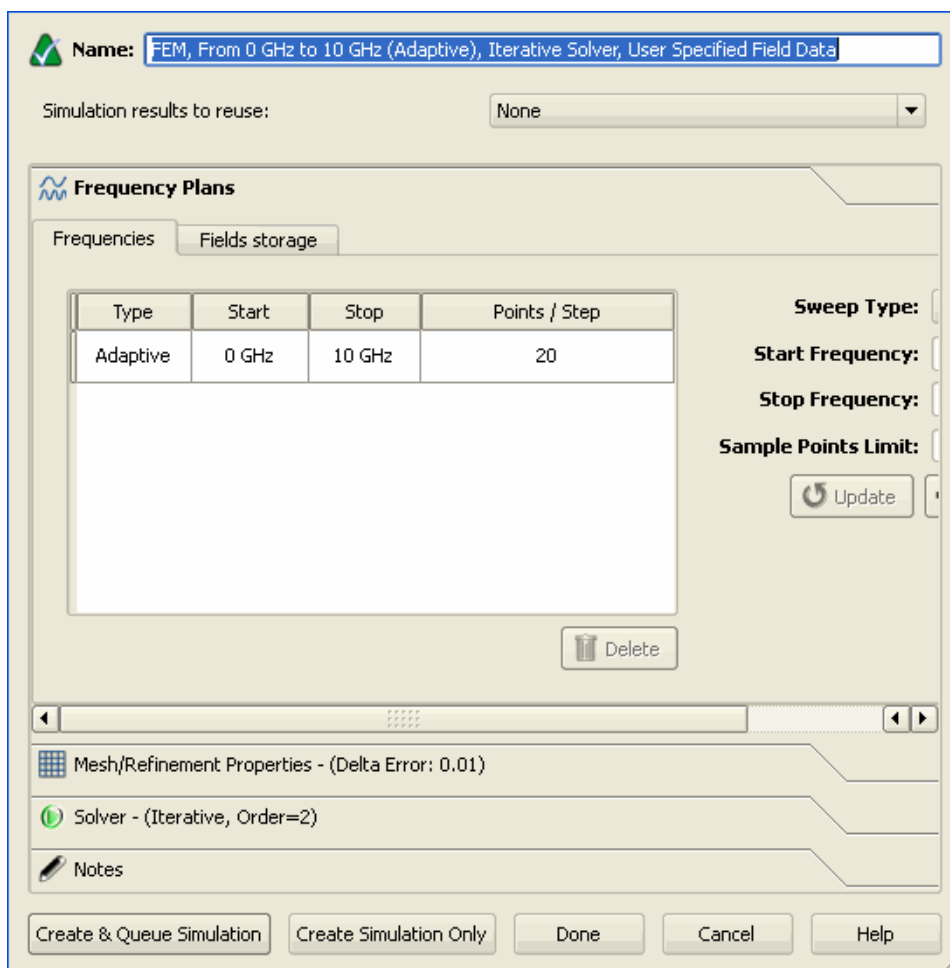 Name: FEM, From 0 GHz to 10 GHz (Adaptive), Iterative Solver, User Specified Field Data
Simulation results to reuse: None
Frequency Plans
Frequencies Fields storage
Type Start Stop Points / Step
Adaptive 0 GHz 10 GHz 20
Sweep Type:
Start Frequency:
Stop Frequency:
Sample Points Limit:
Update
Delete
Mesh/Refinement Properties - (Delta Error: 0.01)
Solver - (Iterative, Order=2)
Notes
Create & Queue Simulation Create Simulation Only Done Cancel Help